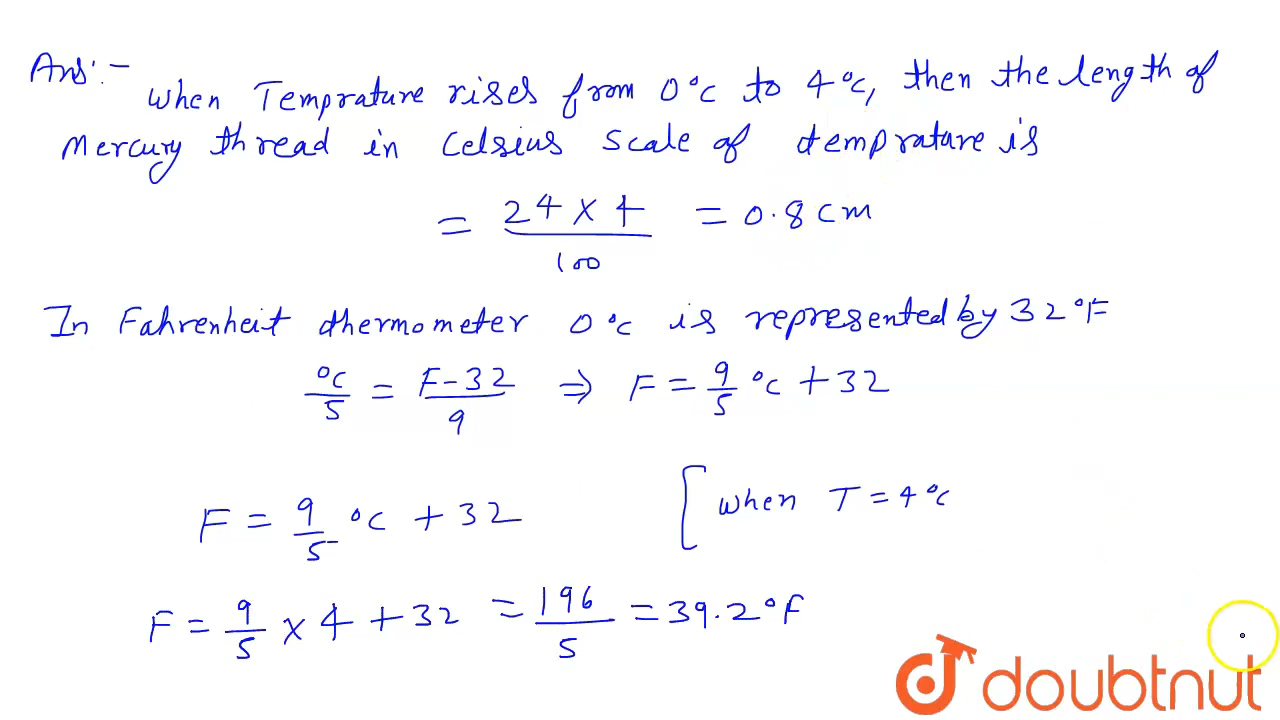 Ans:-
when Temprature rises from 0°C to 4°C, then the length of
Mercury thread in Celsius scale of temprature is
= 24 × 4 / 100 = 0.8 cm
In Fahrenheit thermometer 0°C is represented by 32°F
°C/5 = F-32/9 ⇒ F = 9/5 °C + 32
F = 9/5 °C + 32 [when T = 4°C
F = 9/5 × 4 + 32 = 196/5 = 39.2°F
doubtnut